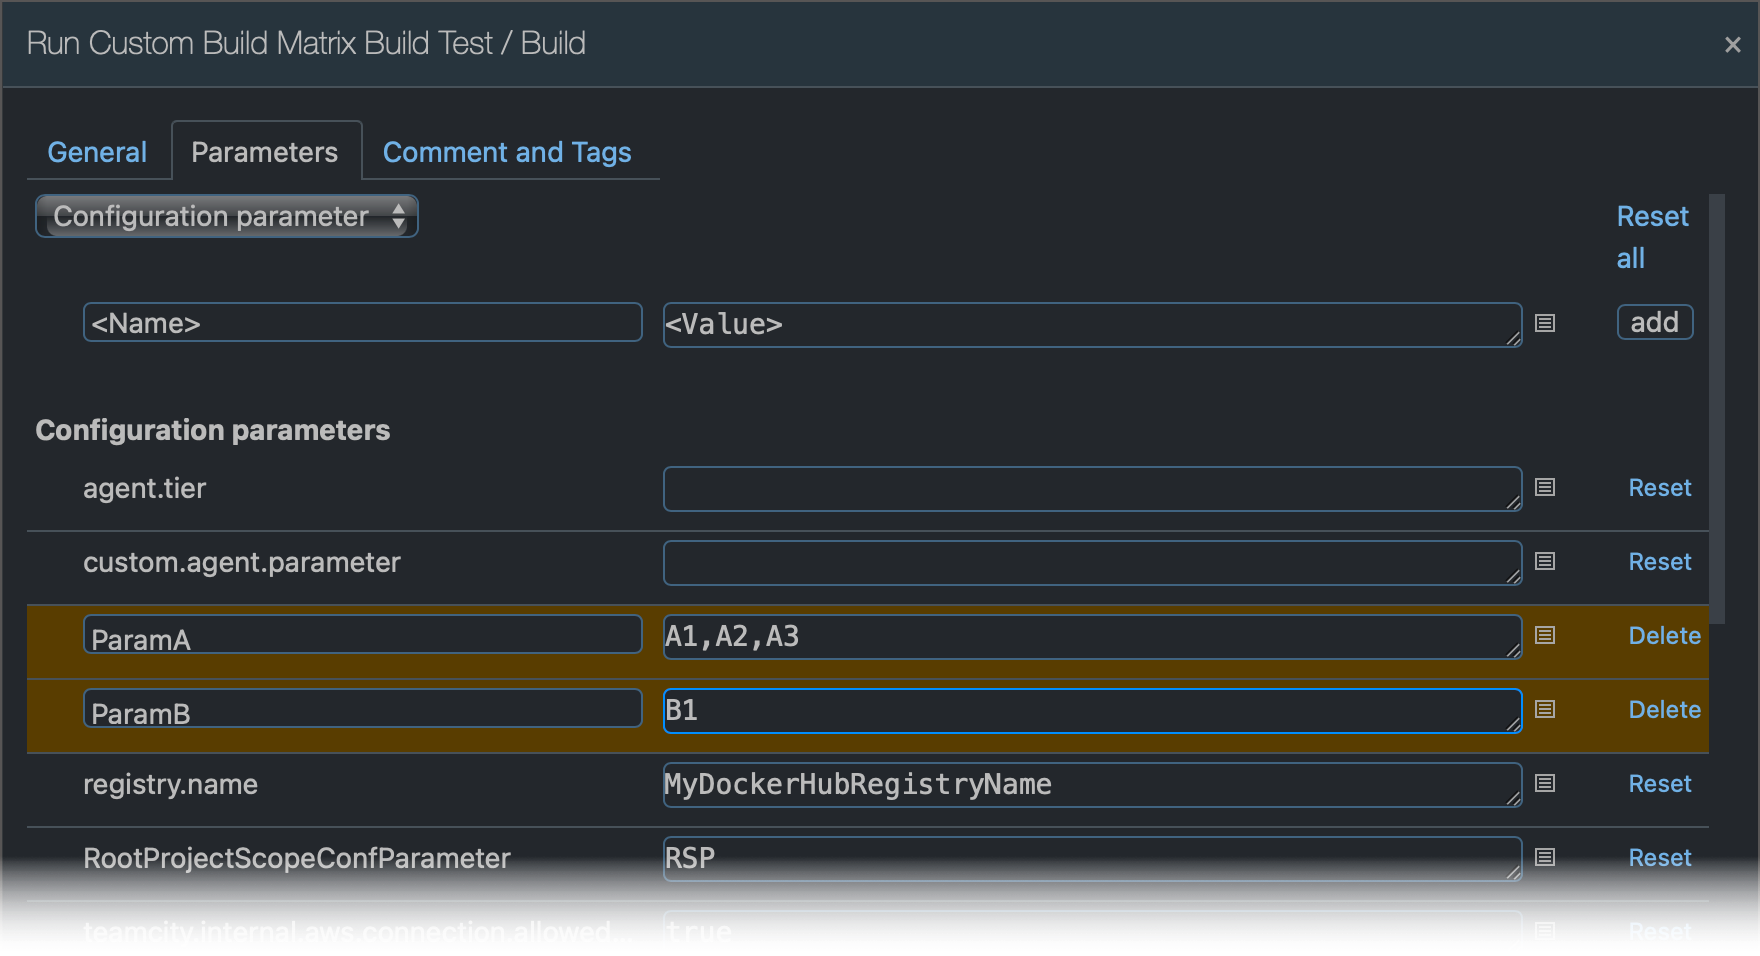 Run Custom Build Matrix Build Test / Build
×
General Parameters Comment and Tags
Configuration parameter Reset
all
<Name> <Value> add
Configuration parameters
agent.tier Reset
custom.agent.parameter Reset
ParamA A1,A2,A3 Delete
ParamB B1 Delete
registry.name MyDockerHubRegistryName Reset
RootProjectScopeConfParameter RSP Reset
teamcity.internal.aws.connection.allowed... true Reset